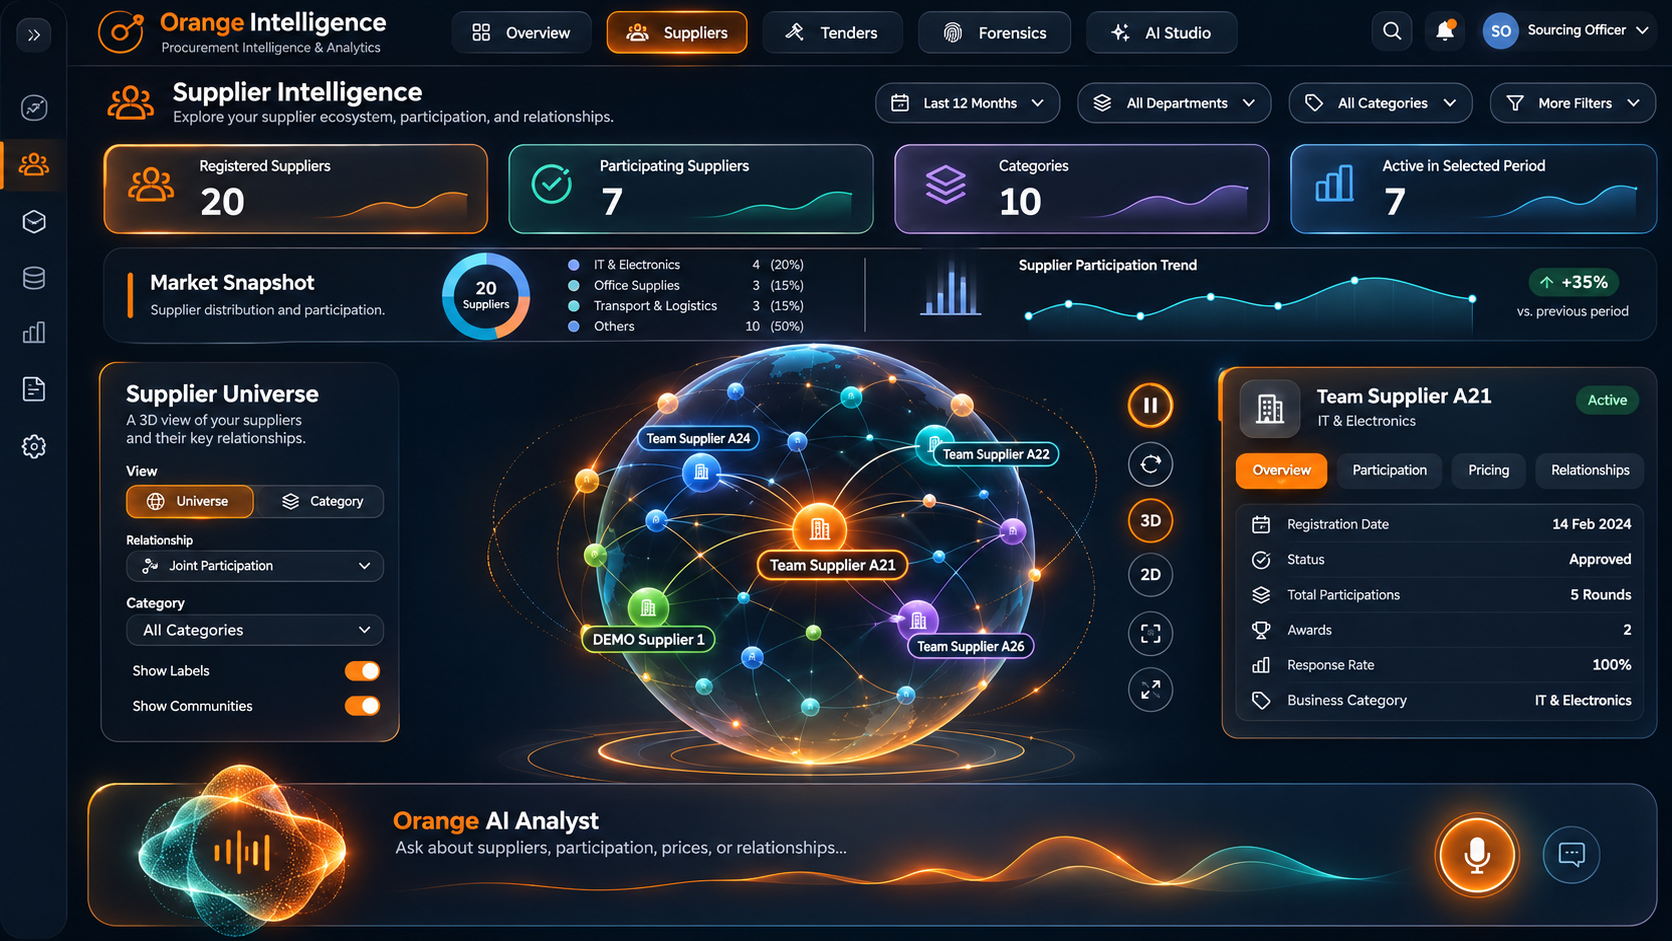 Orange Intelligence
Procurement Intelligence & Analytics
Overview
Suppliers
Tenders
Forensics
AI Studio
SO
Sourcing Officer
Supplier Intelligence
Explore your supplier ecosystem, participation, and relationships.
Last 12 Months
All Departments
All Categories
More Filters
Registered Suppliers
20
Participating Suppliers
7
Categories
10
Active in Selected Period
7
Market Snapshot
Supplier distribution and participation.
20
Suppliers
IT & Electronics 4 (20%)
Office Supplies 3 (15%)
Transport & Logistics 3 (15%)
Others 10 (50%)
Supplier Participation Trend
+35%
vs. previous period
Supplier Universe
A 3D view of your suppliers
and their key relationships.
View
Universe
Category
Relationship
Joint Participation
Category
All Categories
Show Labels
Show Communities
Team Supplier A24
Team Supplier A22
Team Supplier A21
DEMO Supplier 1
Team Supplier A26
3D
2D
Team Supplier A21
IT & Electronics
Active
Overview
Participation
Pricing
Relationships
Registration Date 14 Feb 2024
Status Approved
Total Participations 5 Rounds
Awards 2
Response Rate 100%
Business Category IT & Electronics
Orange AI Analyst
Ask about suppliers, participation, prices, or relationships...